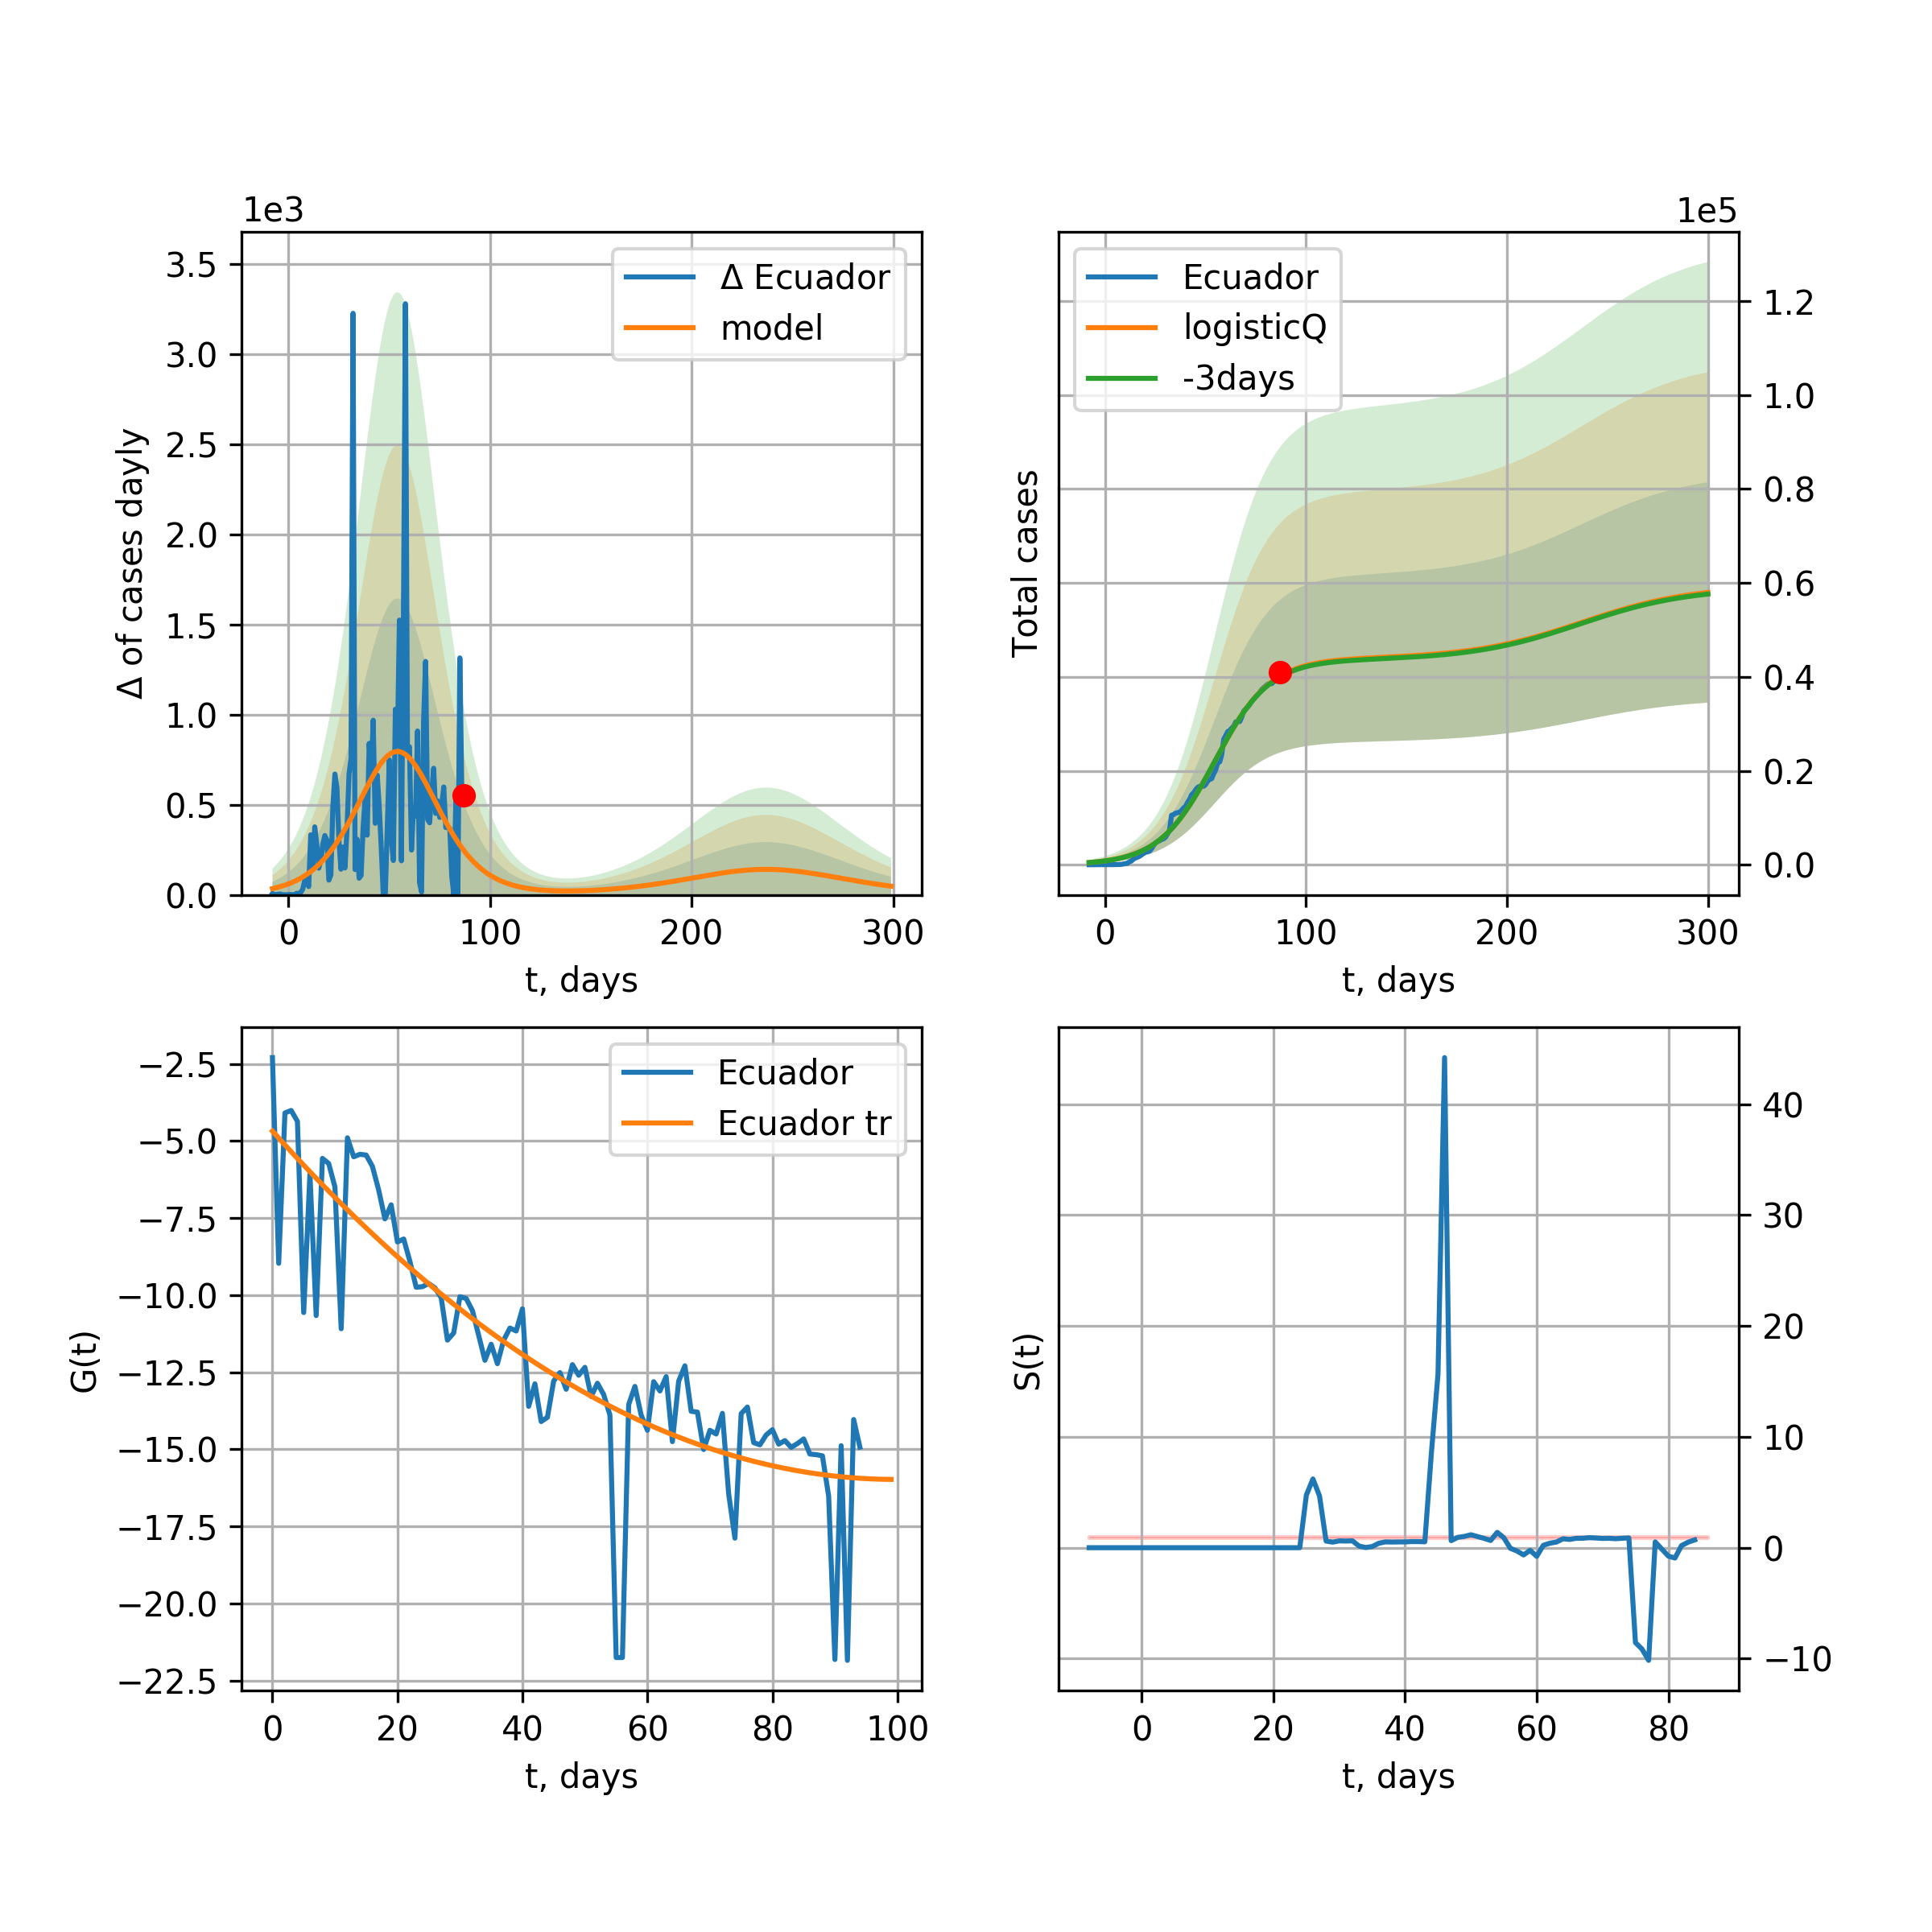 1e3
3.5
3.0
2.5
2.0
1.5
1.0
0.5
0.0
Δ of cases dayly
Δ Ecuador
model
0 100 200 300
t, days
1e5
Ecuador
logisticQ
-3days
Total cases
1.2
1.0
0.8
0.6
0.4
0.2
0.0
0 100 200 300
t, days
−2.5
−5.0
−7.5
−10.0
−12.5
−15.0
−17.5
−20.0
−22.5
G(t)
Ecuador
Ecuador tr
0 20 40 60 80 100
t, days
S(t)
40
30
20
10
0
−10
0 20 40 60 80
t, days